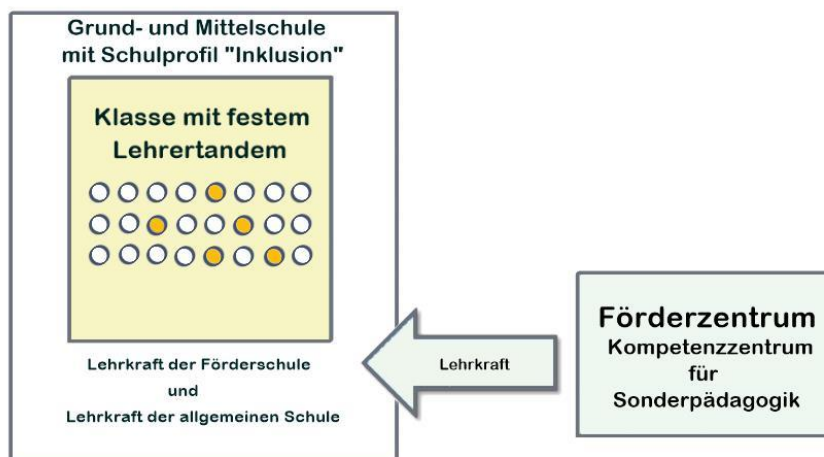 Grund- und Mittelschule
mit Schulprofil "Inklusion"
Klasse mit festem
Lehrertandem
Lehrkraft der Förderschule
und
Lehrkraft der allgemeinen Schule
Lehrkraft
Förderzentrum
Kompetenzzentrum
für
Sonderpädagogik